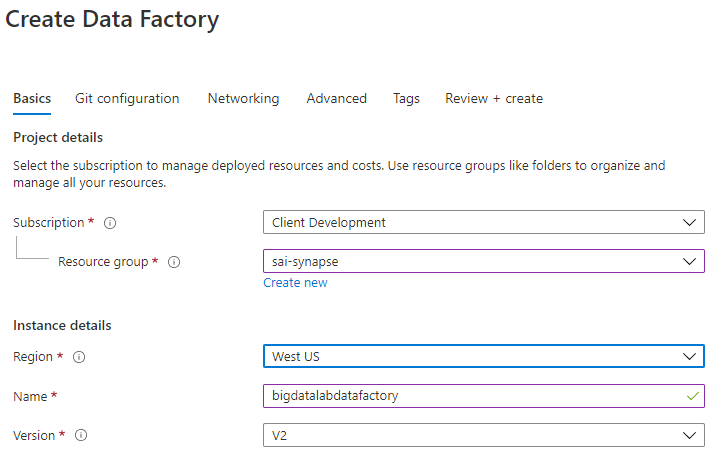 Create Data Factory
Basics Git configuration Networking Advanced Tags Review + create
Project details
Select the subscription to manage deployed resources and costs. Use resource groups like folders to organize and
manage all your resources.
Subscription * Client Development
Resource group * sai-synapse
Create new
Instance details
Region * West US
Name * bigdatalabdatafactory
Version * V2